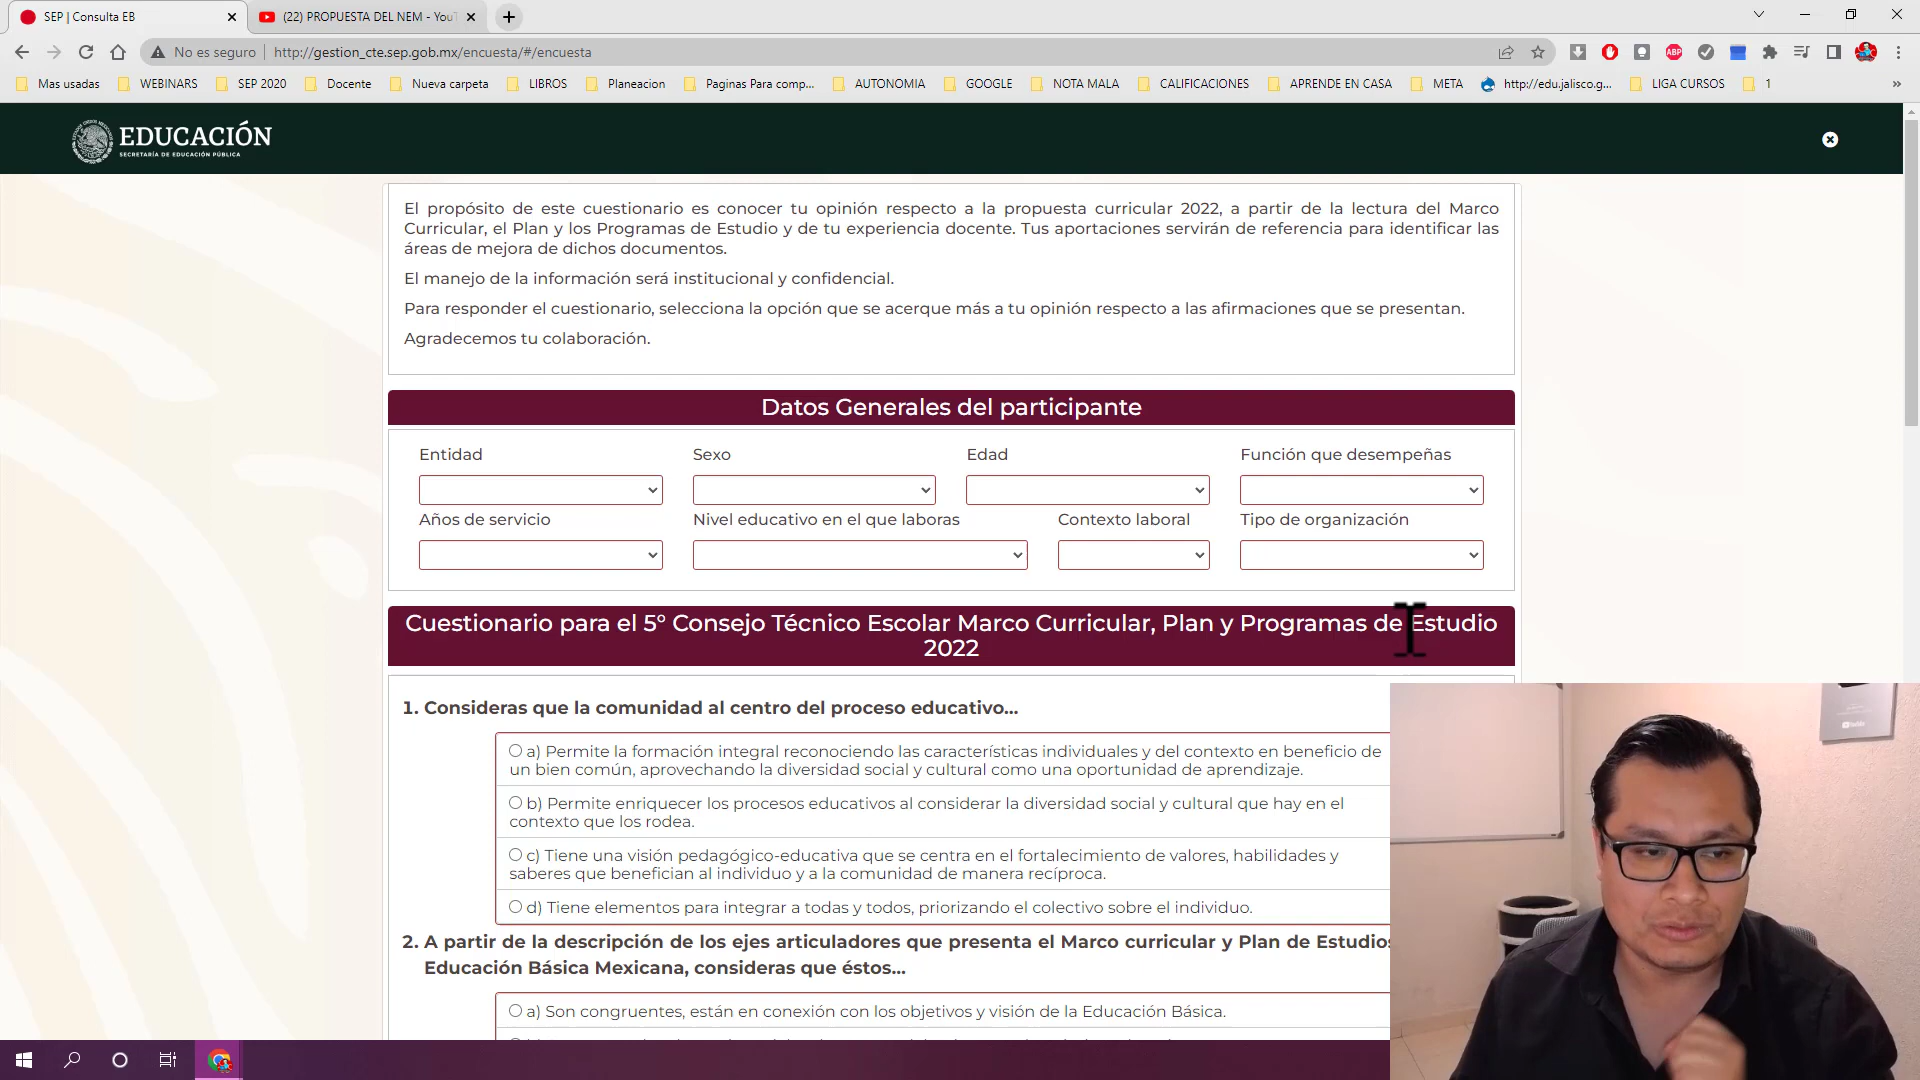 SEP | Consulta EB
(22) PROPUESTA DEL NEM - YouT
No es seguro
http://gestion_cte.sep.gob.mx/encuesta/#/encuesta
ABP
Mas usadas
WEBINARS
SEP 2020
Docente
Nueva carpeta
LIBROS
Planeacion
Paginas Para comp...
AUTONOMIA
GOOGLE
NOTA MALA
CALIFICACIONES
APRENDE EN CASA
META
http://edu.jalisco.g...
LIGA CURSOS
1
EDUCACIÓN
SECRETARÍA DE EDUCACIÓN PÚBLICA
El propósito de este cuestionario es conocer tu opinión respecto a la propuesta curricular 2022, a partir de la lectura del Marco
Curricular, el Plan y los Programas de Estudio y de tu experiencia docente. Tus aportaciones servirán de referencia para identificar las
áreas de mejora de dichos documentos.
El manejo de la información será institucional y confidencial.
Para responder el cuestionario, selecciona la opción que se acerque más a tu opinión respecto a las afirmaciones que se presentan.
Agradecemos tu colaboración.
Datos Generales del participante
Entidad
Sexo
Edad
Función que desempeñas
Años de servicio
Nivel educativo en el que laboras
Contexto laboral
Tipo de organización
Cuestionario para el 5° Consejo Técnico Escolar Marco Curricular, Plan y Programas de Estudio
2022
1. Consideras que la comunidad al centro del proceso educativo...
a) Permite la formación integral reconociendo las características individuales y del contexto en beneficio de
un bien común, aprovechando la diversidad social y cultural como una oportunidad de aprendizaje.
b) Permite enriquecer los procesos educativos al considerar la diversidad social y cultural que hay en el
contexto que los rodea.
c) Tiene una visión pedagógico-educativa que se centra en el fortalecimiento de valores, habilidades y
saberes que benefician al individuo y a la comunidad de manera recíproca.
d) Tiene elementos para integrar a todas y todos, priorizando el colectivo sobre el individuo.
2. A partir de la descripción de los ejes articuladores que presenta el Marco curricular y Plan de Estudios
Educación Básica Mexicana, consideras que éstos...
a) Son congruentes, están en conexión con los objetivos y visión de la Educación Básica.
YouTube